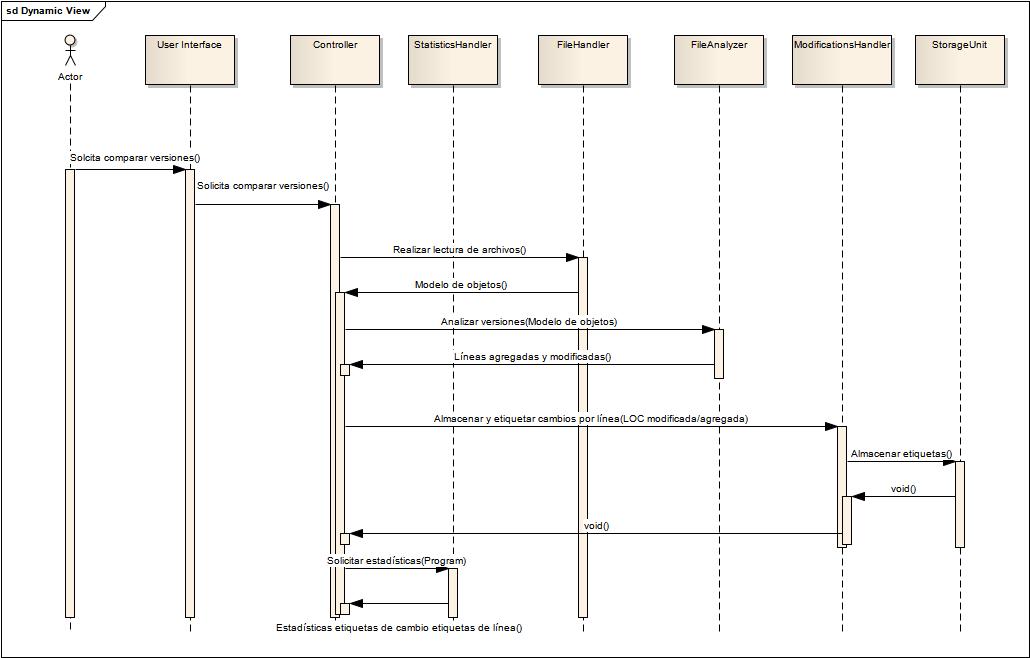 sd Dynamic View
Actor
User Interface
Controller
StatisticsHandler
FileHandler
FileAnalyzer
ModificationsHandler
StorageUnit
Solcita comparar versiones()
Solicita comparar versiones()
Realizar lectura de archivos()
Modelo de objetos()
Analizar versiones(Modelo de objetos)
Líneas agregadas y modificadas()
Almacenar y etiquetar cambios por línea(LOC modificada/agregada)
Almacenar etiquetas()
void()
void()
Solicitar estadísticas(Program)
Estadísticas etiquetas de cambio etiquetas de línea()